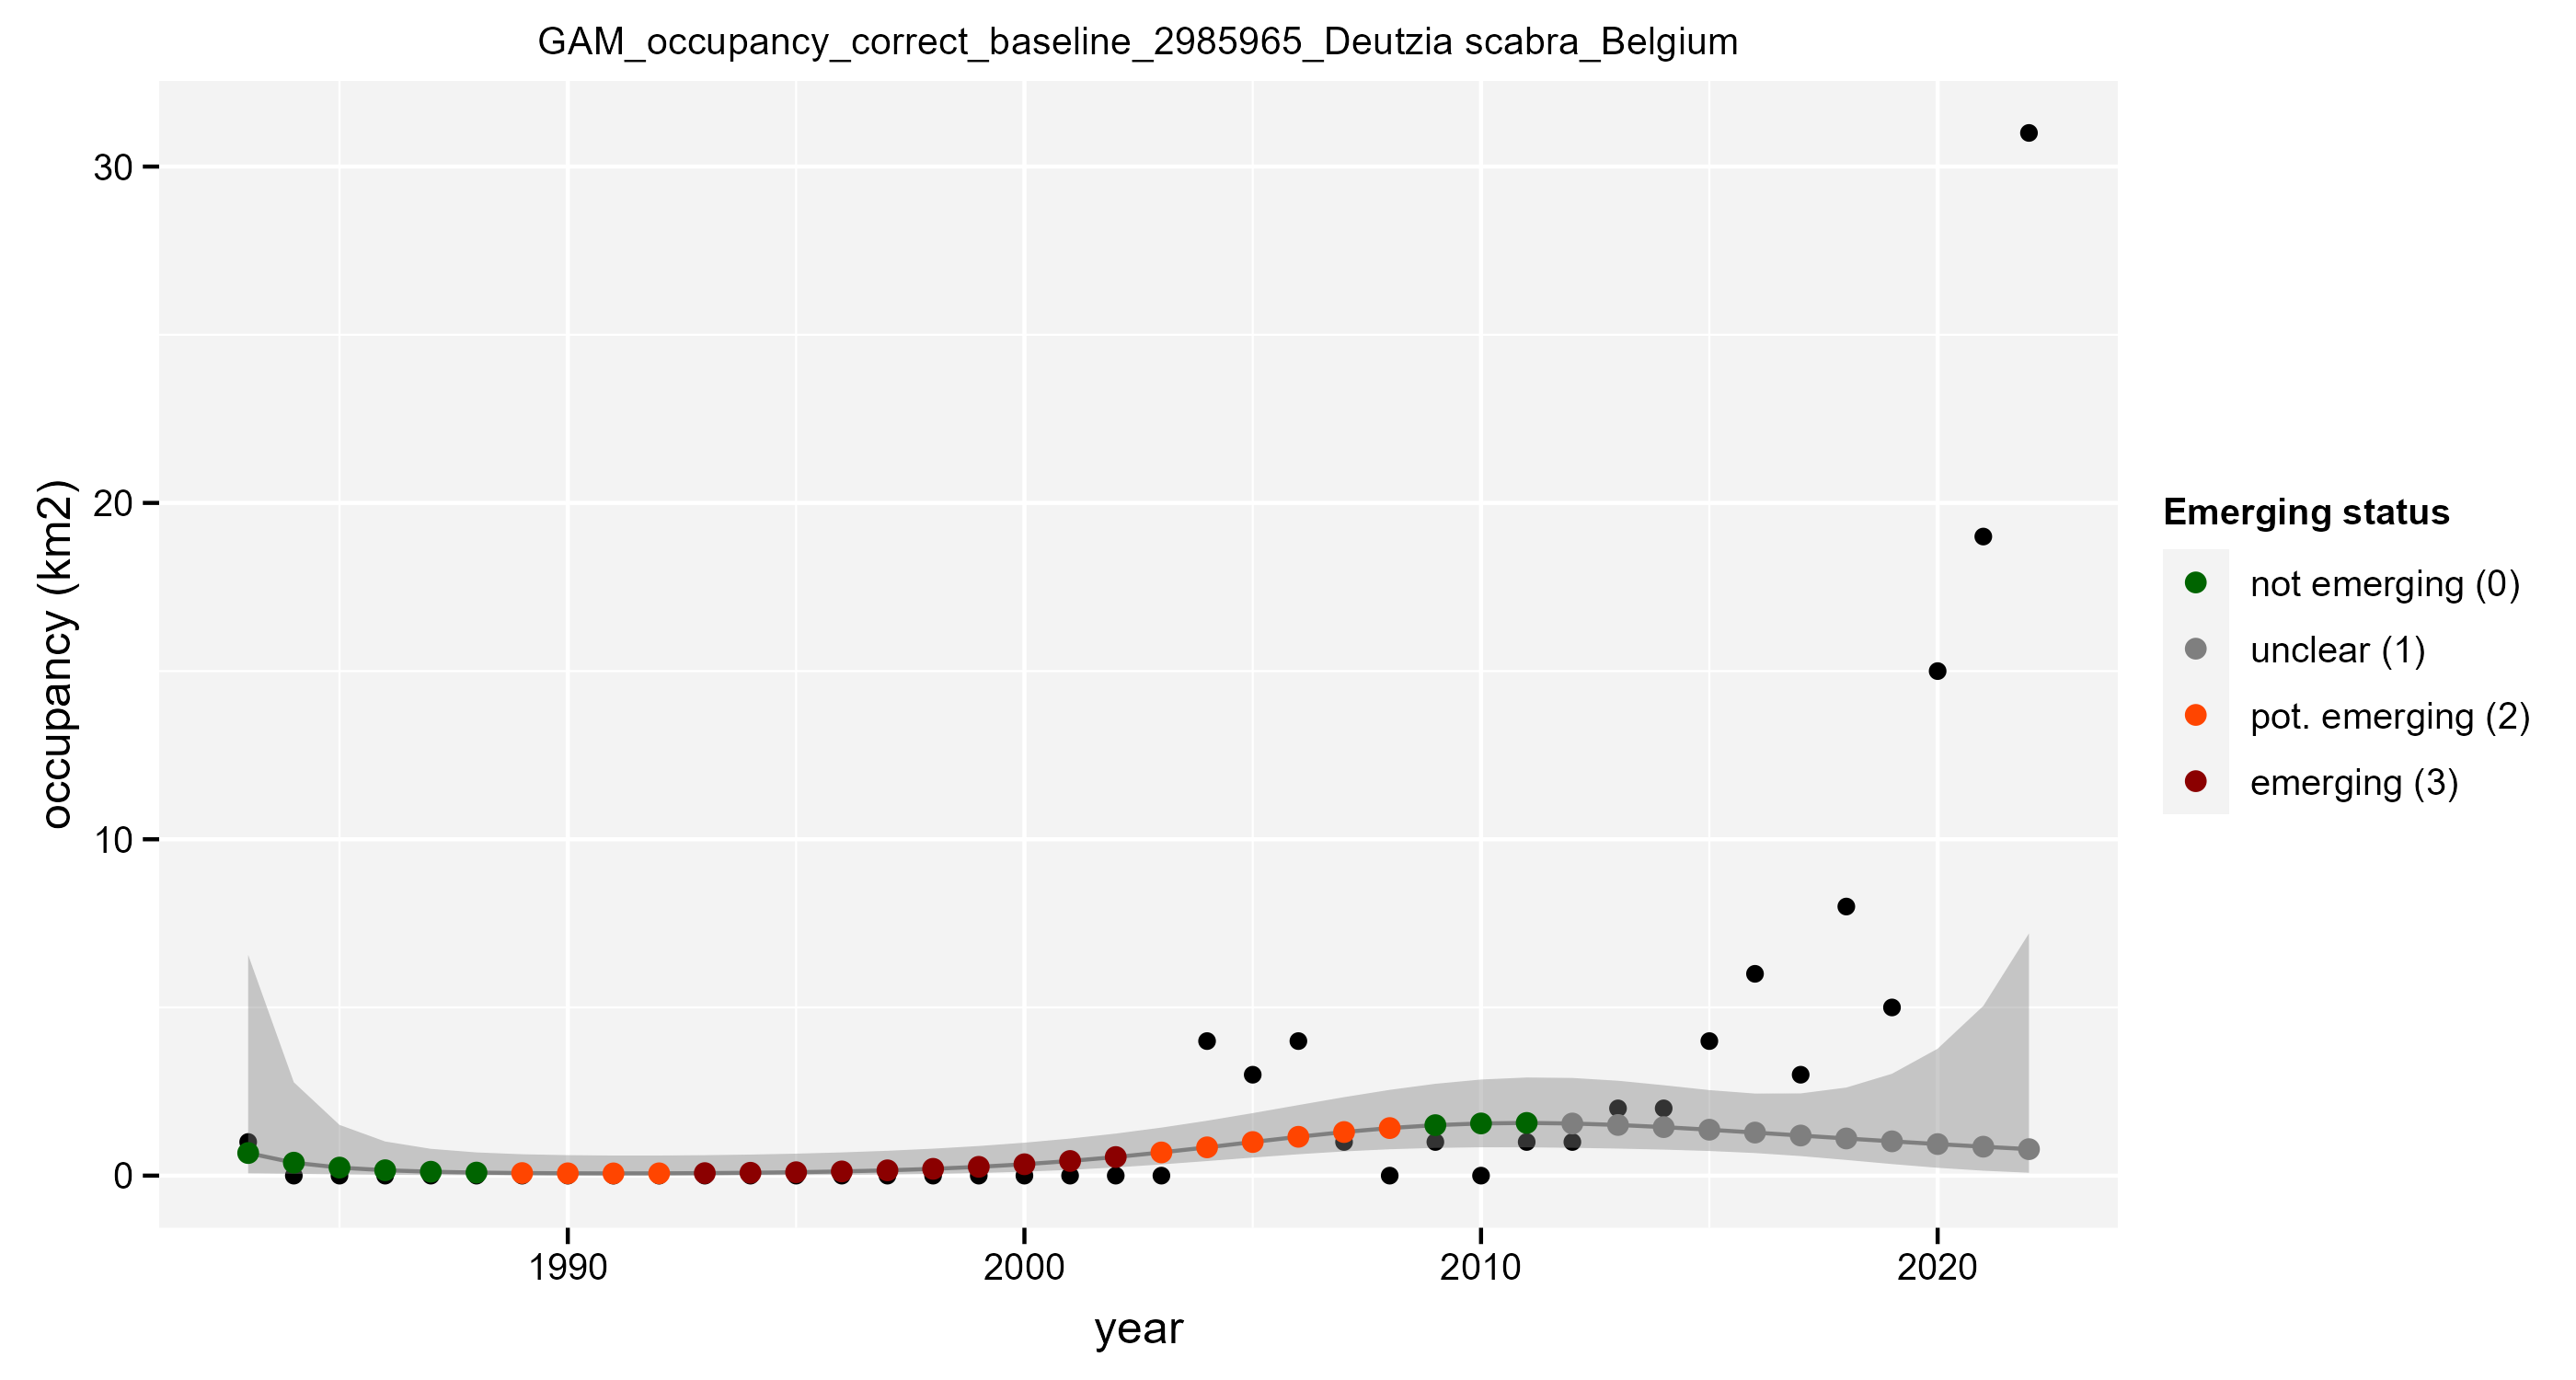 GAM_occupancy_correct_baseline_2985965_Deutzia scabra_Belgium
occupancy (km2)
30
20
10
0
1990
2000
2010
2020
year
Emerging status
not emerging (0)
unclear (1)
pot. emerging (2)
emerging (3)